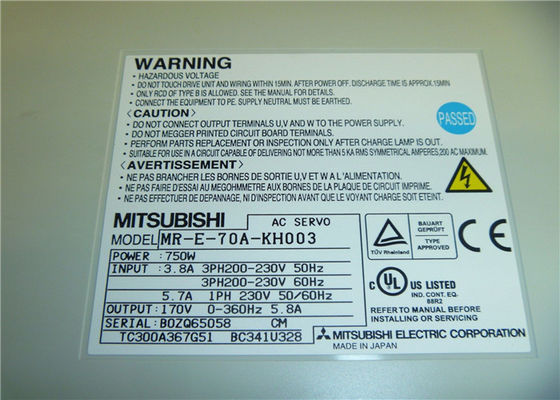 WARNING
• HAZARDOUS VOLTAGE
• DO NOT TOUCH DRIVE UNIT AND WIRING WITHIN 15MIN. AFTER POWER OFF. DISCHARGE TIME IS APPROX.15MIN
• ONLY RCD OF TYPE B IS ALLOWED. SEE THE MANUAL FOR DETAILS.
• CONNECT THE EQUIPMENT TO PE. SUPPLY NEUTRAL MUST BE EARTHED.
<CAUTION>
• DO NOT CONNECT OUTPUT TERMINALS U,V AND W TO THE POWER SUPPLY.
• DO NOT MEGGER PRINTED CIRCUIT BOARD TERMINALS.
• PERFORM PARTS REPLACEMENT OR INSPECTION ONLY AFTER CHARGE LAMP IS OUT.
• SUITABLE FOR USE IN A CIRCUIT CAPABLE OF DELIVERING NOT MORE THAN 5 KA RMS SYMMETRICAL AMPERES,200 AC MAXIMUM.
PASSED
<AVERTISSEMENT>
• NE PAS BRANCHER LES BORNES DE SORTIE U,V ET W A L'ALIMENTATION.
• NE PAS FAIRE D'ESSAI AU MEGOHMMETRE AUX BORNES DE LA PLAQUE DE CIRCUIT IMPRIME.
• NE PAS EFFECTUER DE DEPANNAGE, NI D'INSPECTION AVANT QUE LE VOYANT CHARGE SOIT ETEINT.
MITSUBISHI AC SERVO
MODEL MR-E-70A-KH003
POWER :750W
INPUT :3.8A 3PH200-230V 50Hz
3PH200-230V 60Hz
5.7A 1PH 230V 50/60Hz
OUTPUT:170V 0-360Hz 5.8A
SERIAL:B0ZQ65058 CM
TC300A367G51 BC341U328
TÜV Rheinland
BAUART
GEPRÜFT
TYPE
APPROVED
C UL US LISTED
IND. CONT. EQ.
88R2
REFER TO MANUAL BEFORE
INSTALLING OR SERVICING
MITSUBISHI ELECTRIC CORPORATION
MADE IN JAPAN